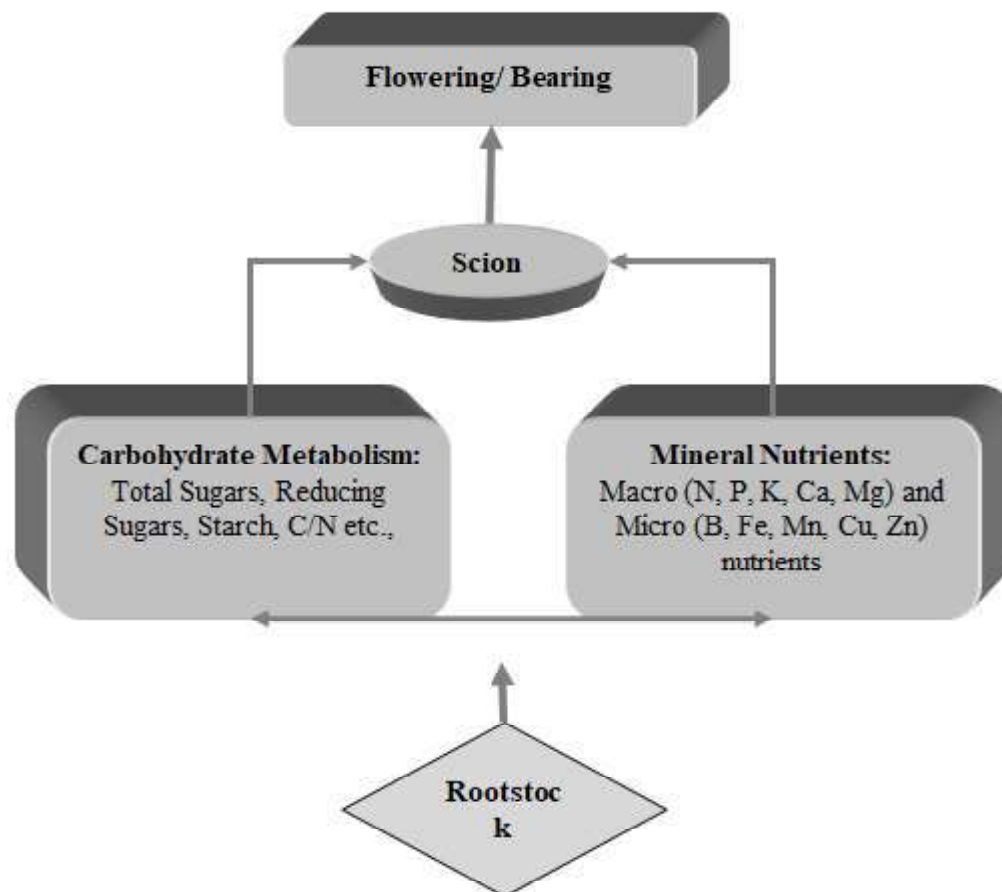 Flowering/ Bearing
Scion
Carbohydrate Metabolism:
Total Sugars, Reducing
Sugars, Starch, C/N etc.,
Mineral Nutrients:
Macro (N, P, K, Ca, Mg) and
Micro (B, Fe, Mn, Cu, Zn)
nutrients
Rootstoc
k